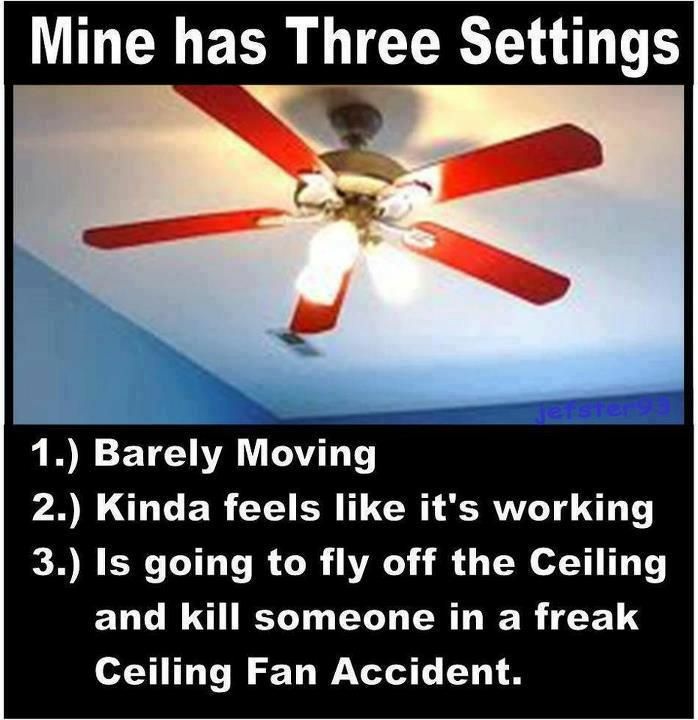 Mine has Three Settings
jefster93
1.) Barely Moving
2.) Kinda feels like it's working
3.) Is going to fly off the Ceiling
and kill someone in a freak
Ceiling Fan Accident.